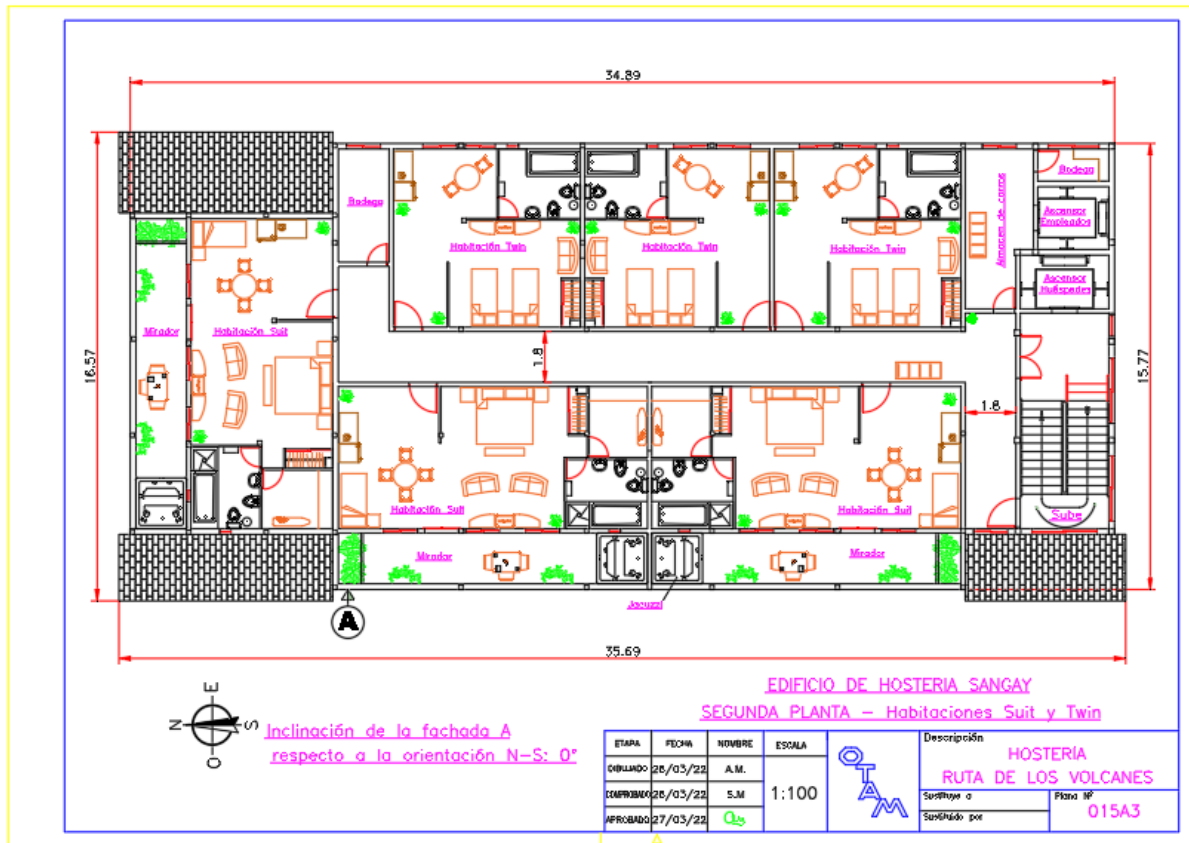 34.89
Bodega
Bodega
Almacen de carros
Ascensor
Empleados
Habitación Twin
Habitación Twin
Habitación Twin
Ascensor
Huéspedes
Mirador
Habitación Suit
16.57
1.8
15.77
1.8
Habitación Suit
Habitación Suit
Sube
Mirador
Mirador
Jacuzzi
A
35.69
E
N
S
O
Inclinación de la fachada A
respecto a la orientación N-S: 0°
EDIFICIO DE HOSTERIA SANGAY
SEGUNDA PLANTA – Habitaciones Suit y Twin
ETAPA FECHA NOMBRE ESCALA
DIBUJADO 26/03/22 A.M.
COMPROBADO 26/03/22 S.M
APROBADO 27/03/22
1:100
OTAM
Descripción
HOSTERÍA
RUTA DE LOS VOLCANES
Sustituye a
Sustituido por
Plano Nº
015A3